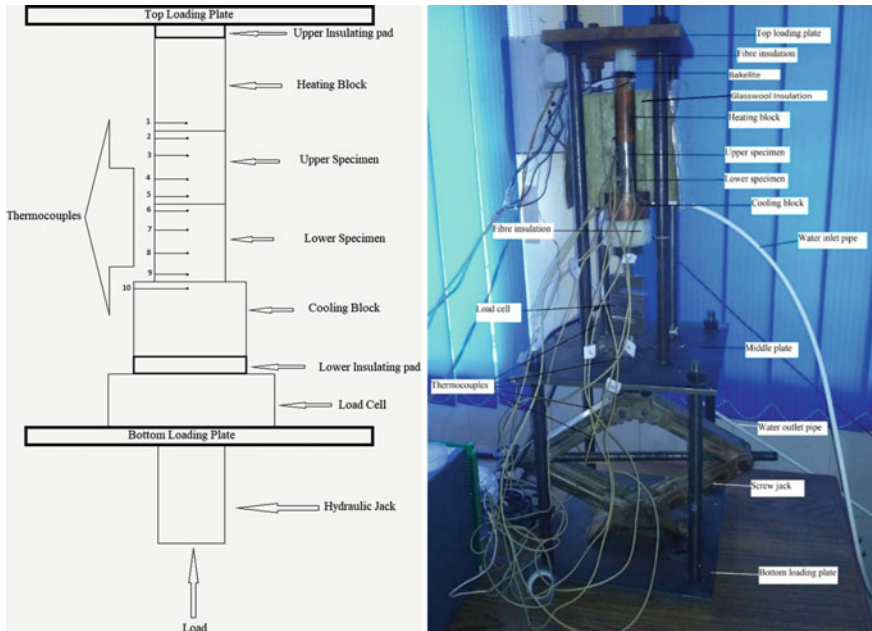 Top Loading Plate
Upper Insulating pad
Heating Block
1
2
3
Upper Specimen
4
5
6
Thermocouples
7
Lower Specimen
8
9
10
Cooling Block
Lower Insulating pad
Load Cell
Bottom Loading Plate
Hydraulic Jack
Load
Top loading plate
Fibre insulation
Bakelite
Glasswool Insulation
Heating block
Upper specimen
Lower specimen
Cooling block
Fibre insulation
Water inlet pipe
Load cell
Middle plate
Thermocouples
Water outlet pipe
Screw jack
Bottom loading plate